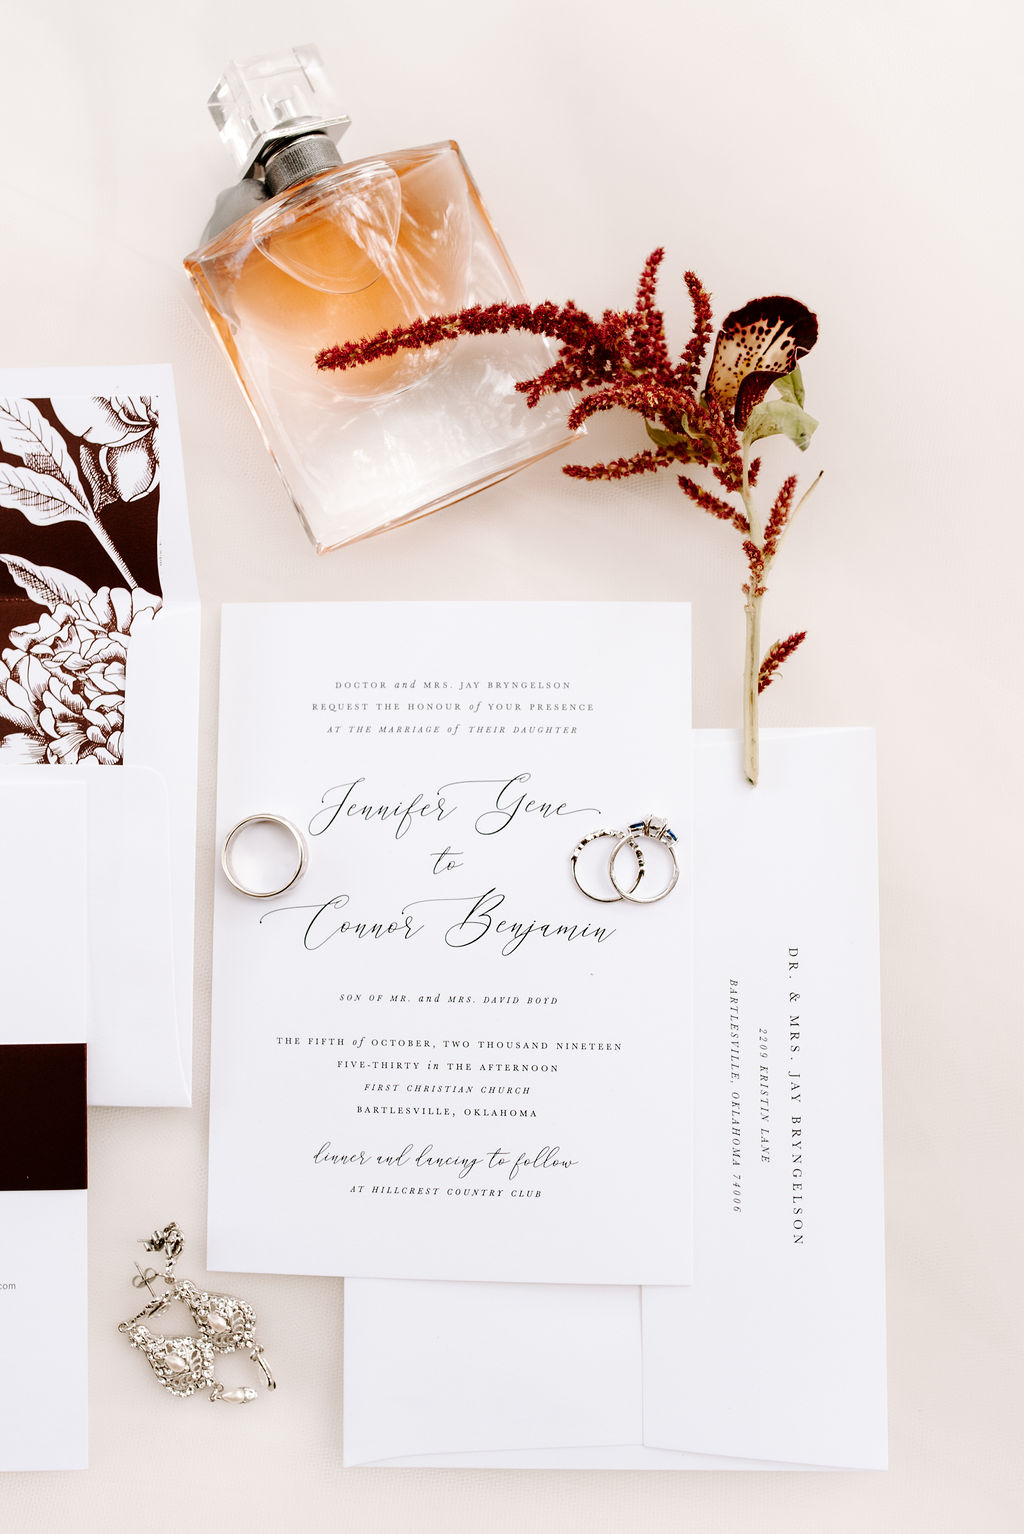 DOCTOR and MRS. JAY BRYNGELSON
REQUEST THE HONOUR of YOUR PRESENCE
AT THE MARRIAGE of THEIR DAUGHTER
Jennifer Gene
to
Connor Benjamin
SON OF MR. and MRS. DAVID BOYD
THE FIFTH of OCTOBER, TWO THOUSAND NINETEEN
FIVE-THIRTY in THE AFTERNOON
FIRST CHRISTIAN CHURCH
BARTLESVILLE, OKLAHOMA
dinner and dancing to follow
AT HILLCREST COUNTRY CLUB
DR. & MRS. JAY BRYNGELSON
2209 KRISTIN LANE
BARTLESVILLE, OKLAHOMA 74006
.com